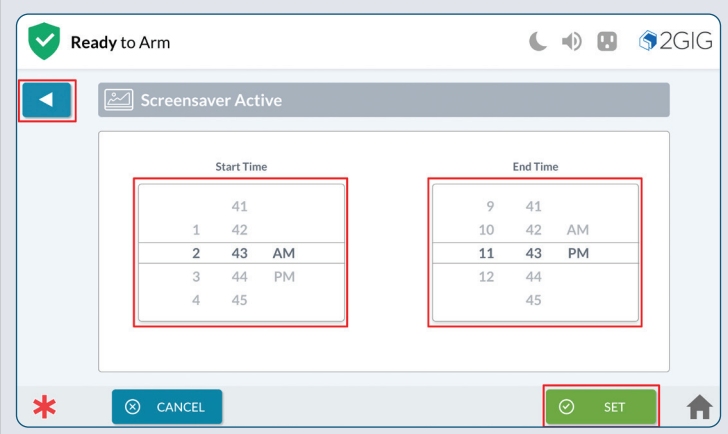 Ready to Arm
2GIG
Screensaver Active
Start Time
End Time
41
1 42
2 43 AM
3 44 PM
4 45
9 41
10 42 AM
11 43 PM
12 44
45
CANCEL
SET